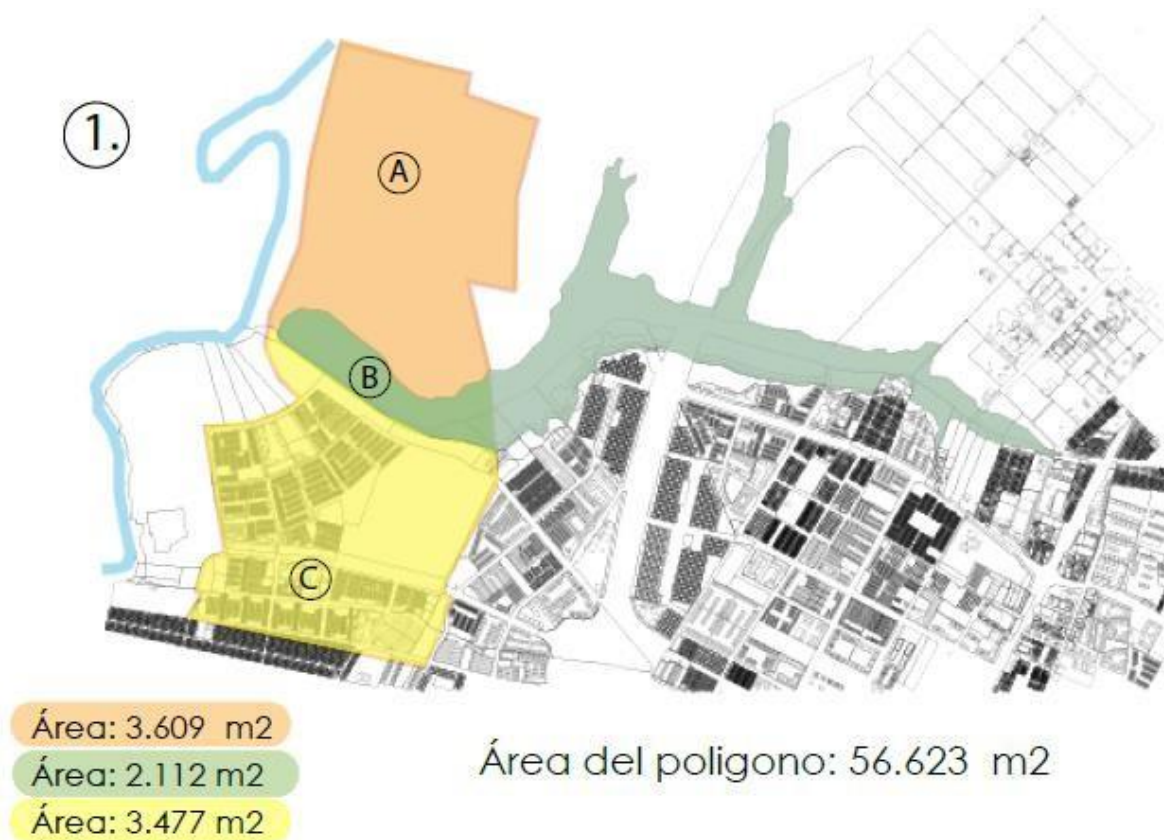 1.
A
B
C
Área: 3.609 m2
Área: 2.112 m2
Área: 3.477 m2
Área del poligono: 56.623 m2